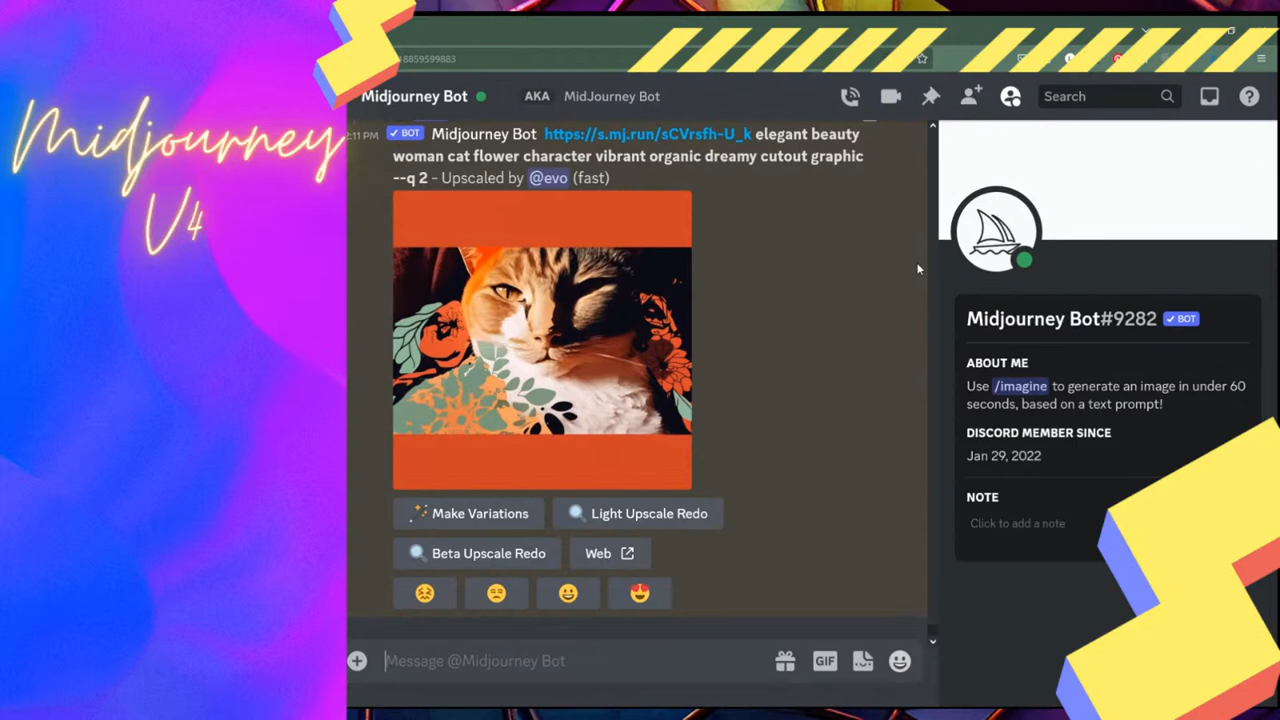 Midjourney
V4
8859599883
Midjourney Bot AKA MidJourney Bot Search
2:11 PM BOT Midjourney Bot https://s.mj.run/sCVrsfh-U_k elegant beauty
woman cat flower character vibrant organic dreamy cutout graphic
--q 2 - Upscaled by @evo (fast)
Make Variations Light Upscale Redo
Beta Upscale Redo Web
Message @Midjourney Bot GIF
Midjourney Bot#9282 BOT
ABOUT ME
Use /imagine to generate an image in under 60
seconds, based on a text prompt!
DISCORD MEMBER SINCE
Jan 29, 2022
NOTE
Click to add a note